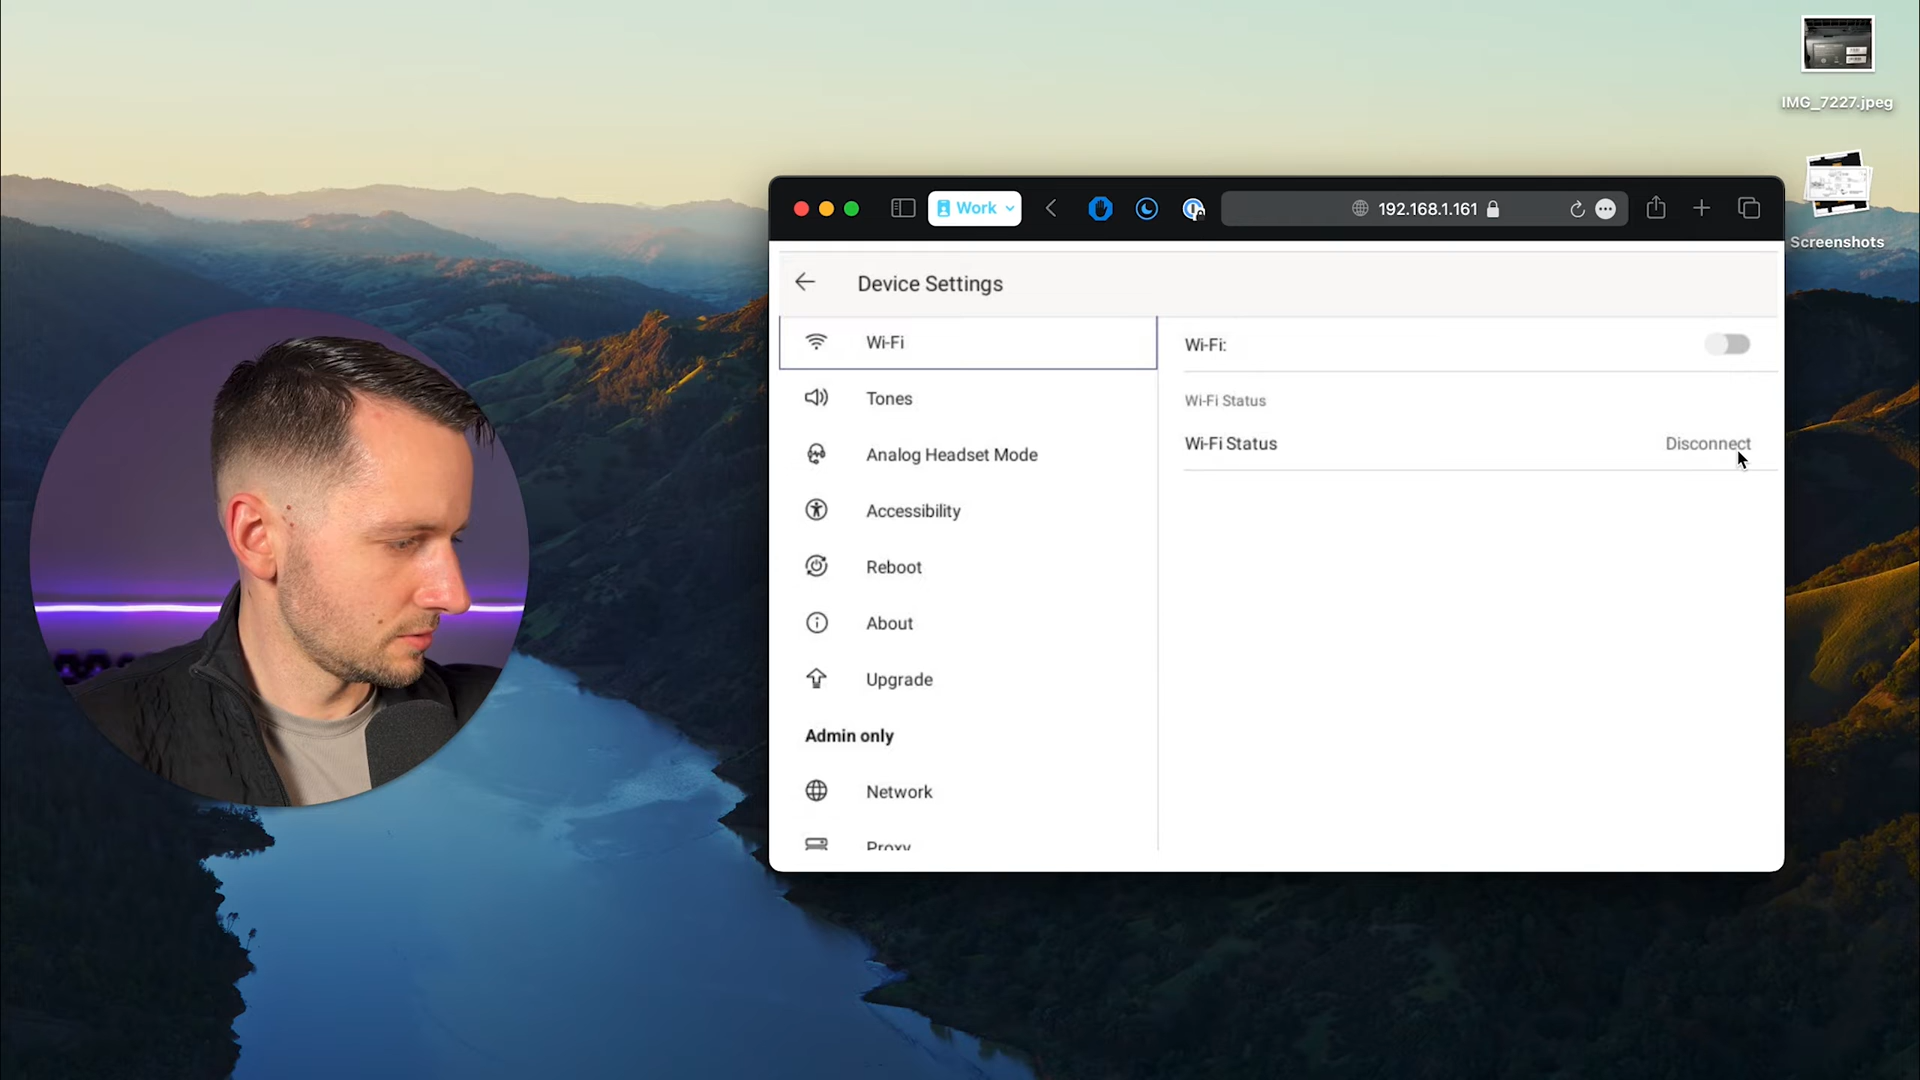 IMG_7227.jpeg
Screenshots
Work
192.168.1.161
Device Settings
Wi-Fi
Tones
Analog Headset Mode
Accessibility
Reboot
About
Upgrade
Admin only
Network
Proxy
Wi-Fi:
Wi-Fi Status
Wi-Fi Status
Disconnect